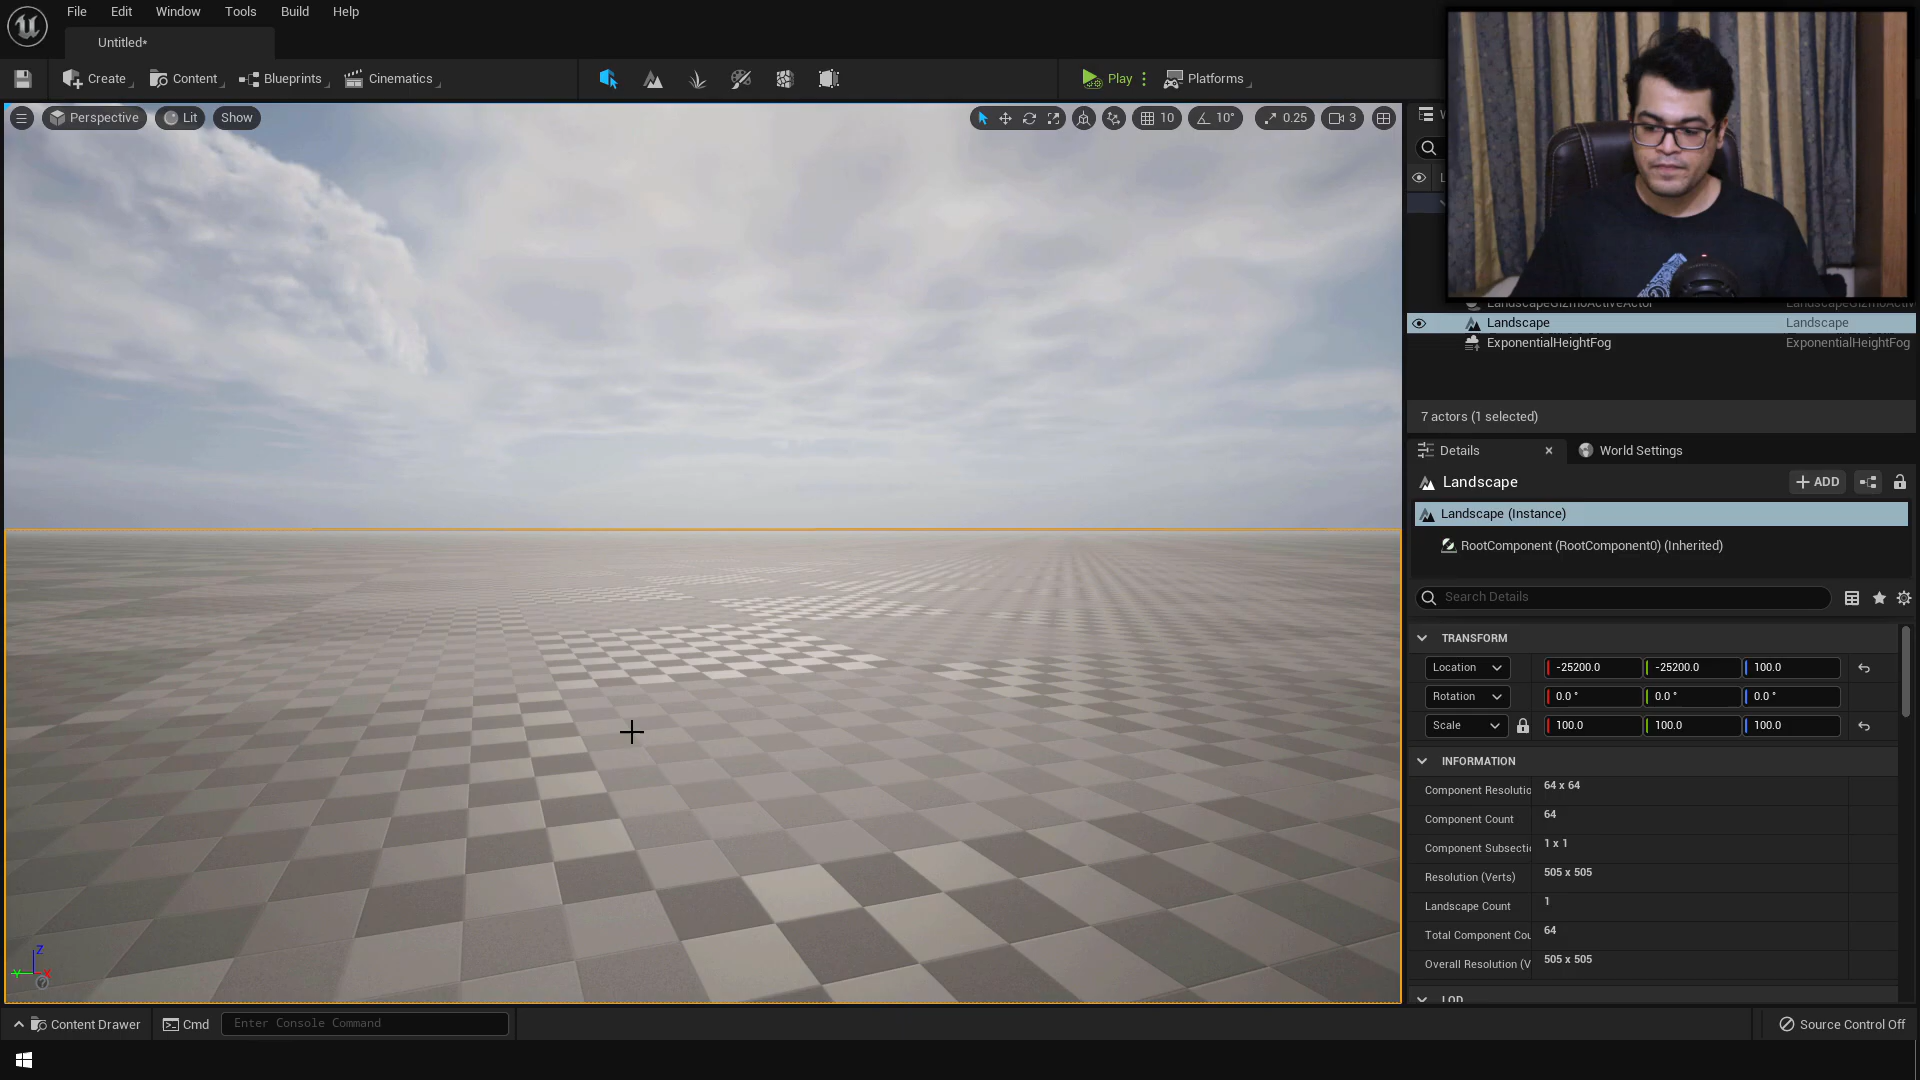 File Edit Window Tools Build Help
Untitled*
Create Content Blueprints Cinematics Play Platforms
Perspective Lit Show 10 10° 0.25 3
Landscape Landscape
ExponentialHeightFog ExponentialHeightFog
7 actors (1 selected)
Details World Settings
Landscape ADD
Landscape (Instance)
RootComponent (RootComponent0) (Inherited)
Search Details
TRANSFORM
Location -25200.0 -25200.0 100.0
Rotation 0.0 ° 0.0 ° 0.0 °
Scale 100.0 100.0 100.0
INFORMATION
Component Resolutio 64 x 64
Component Count 64
Component Subsecti 1 x 1
Resolution (Verts) 505 x 505
Landscape Count 1
Total Component Cou 64
Overall Resolution (V 505 x 505
LOD
Z
Y X
Content Drawer Cmd Enter Console Command Source Control Off